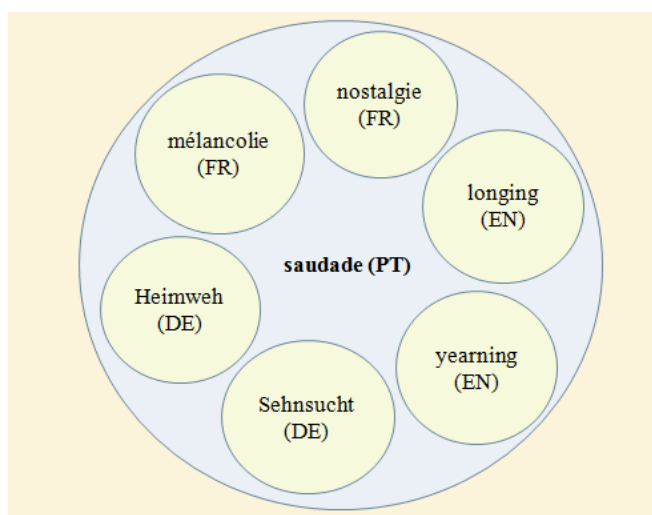 nostalgie
(FR)
mélancolie
(FR)
longing
(EN)
saudade (PT)
Heimweh
(DE)
yearning
(EN)
Sehnsucht
(DE)